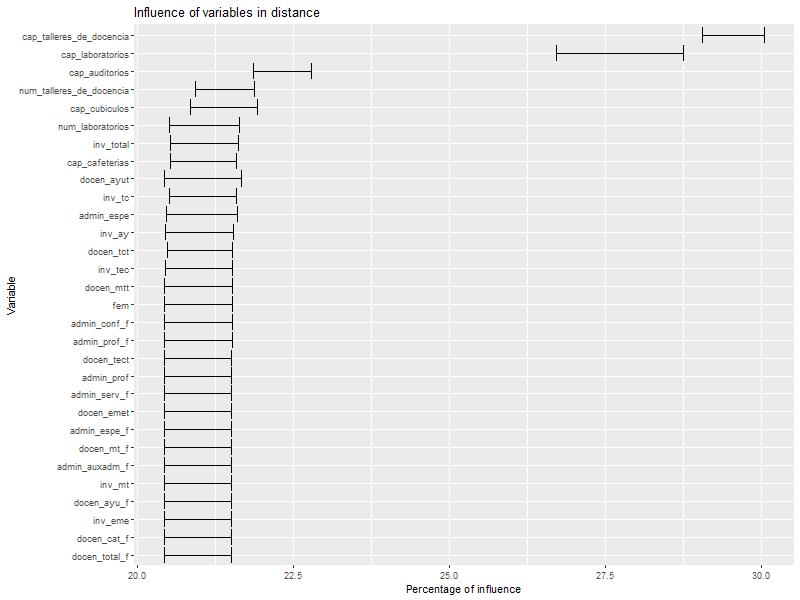 Influence of variables in distance
cap_talleres_de_docencia
cap_laboratorios
cap_auditorios
num_talleres_de_docencia
cap_cubiculos
num_laboratorios
inv_total
cap_cafeterias
docen_ayut
inv_tc
admin_espe
inv_ay
docen_tct
inv_tec
docen_mtt
fem
admin_conf_f
admin_prof_f
docen_tect
admin_prof
admin_serv_f
docen_emet
admin_espe_f
docen_mt_f
admin_auxadm_f
inv_mt
docen_ayu_f
inv_eme
docen_cat_f
docen_total_f
Variable
20.0 22.5 25.0 27.5 30.0
Percentage of influence